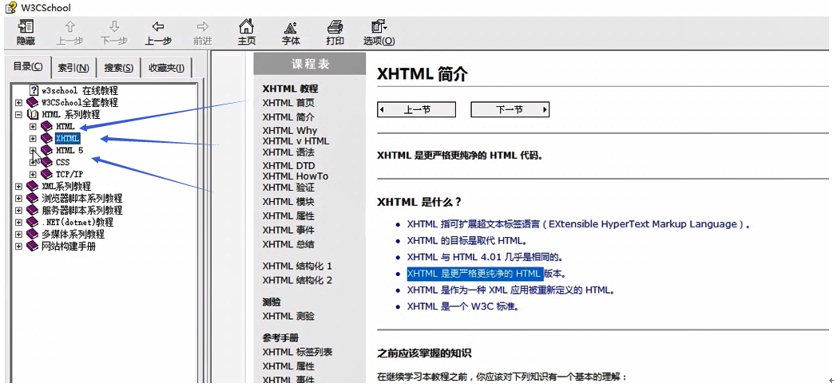 W3CSchool
隐藏 上一步 下一步 上一步 前进 主页 字体 打印 选项(O)
目录(C) 索引(N) 搜索(S) 收藏夹(I)
w3school 在线教程
W3CSchool全套教程
HTML 系列教程
HTML
XHTML
HTML 5
CSS
TCP/IP
XML系列教程
浏览器脚本系列教程
服务器脚本系列教程
.NET(dotnet)教程
多媒体系列教程
网站构建手册
课程表
XHTML 教程
XHTML 首页
XHTML 简介
XHTML Why
XHTML v HTML
XHTML 语法
XHTML DTD
XHTML HowTo
XHTML 验证
XHTML 模块
XHTML 属性
XHTML 事件
XHTML 总结
XHTML 结构化 1
XHTML 结构化 2
测验
XHTML 测验
参考手册
XHTML 标签列表
XHTML 属性
XHTML 事件
XHTML 简介
上一节 下一节
XHTML 是更严格更纯净的 HTML 代码。
XHTML 是什么？
• XHTML 指可扩展超文本标签语言（EXtensible HyperText Markup Language）。
• XHTML 的目标是取代 HTML。
• XHTML 与 HTML 4.01 几乎是相同的。
• XHTML 是更严格更纯净的 HTML 版本。
• XHTML 是作为一种 XML 应用被重新定义的 HTML。
• XHTML 是一个 W3C 标准。
之前应该掌握的知识
在继续学习本教程之前，你应该对下列知识有一个基本的理解：